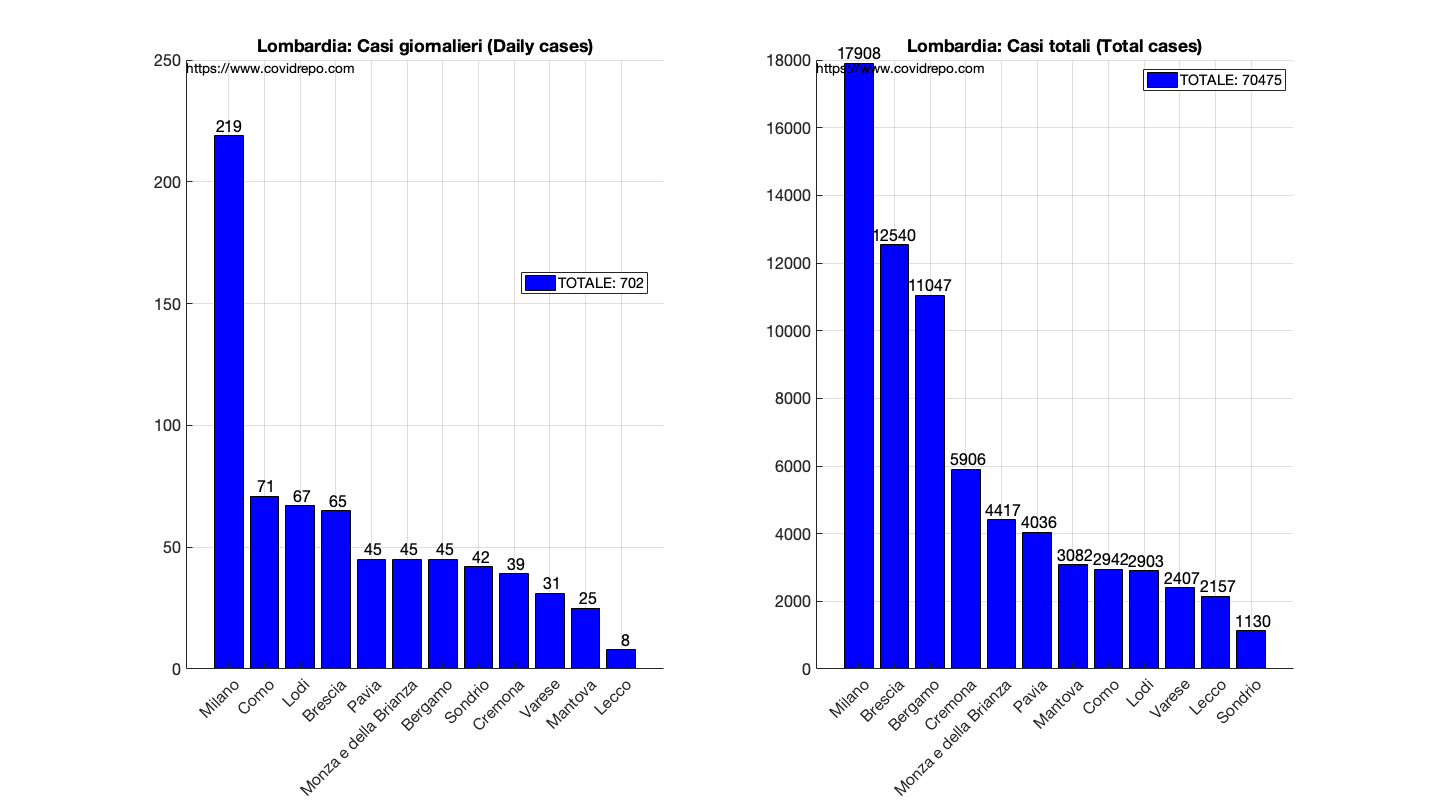 Lombardia: Casi giornalieri (Daily cases)
https://www.covidrepo.com
250
200
150
100
50
0
219
71
67
65
45
45
45
42
39
31
25
8
TOTALE: 702
Milano
Como
Lodi
Brescia
Pavia
Monza e della Brianza
Bergamo
Sondrio
Cremona
Varese
Mantova
Lecco
Lombardia: Casi totali (Total cases)
https://www.covidrepo.com
18000
16000
14000
12000
10000
8000
6000
4000
2000
0
17908
12540
11047
5906
4417
4036
3082
2942
2903
2407
2157
1130
TOTALE: 70475
Milano
Brescia
Bergamo
Cremona
Monza e della Brianza
Pavia
Mantova
Como
Lodi
Varese
Lecco
Sondrio